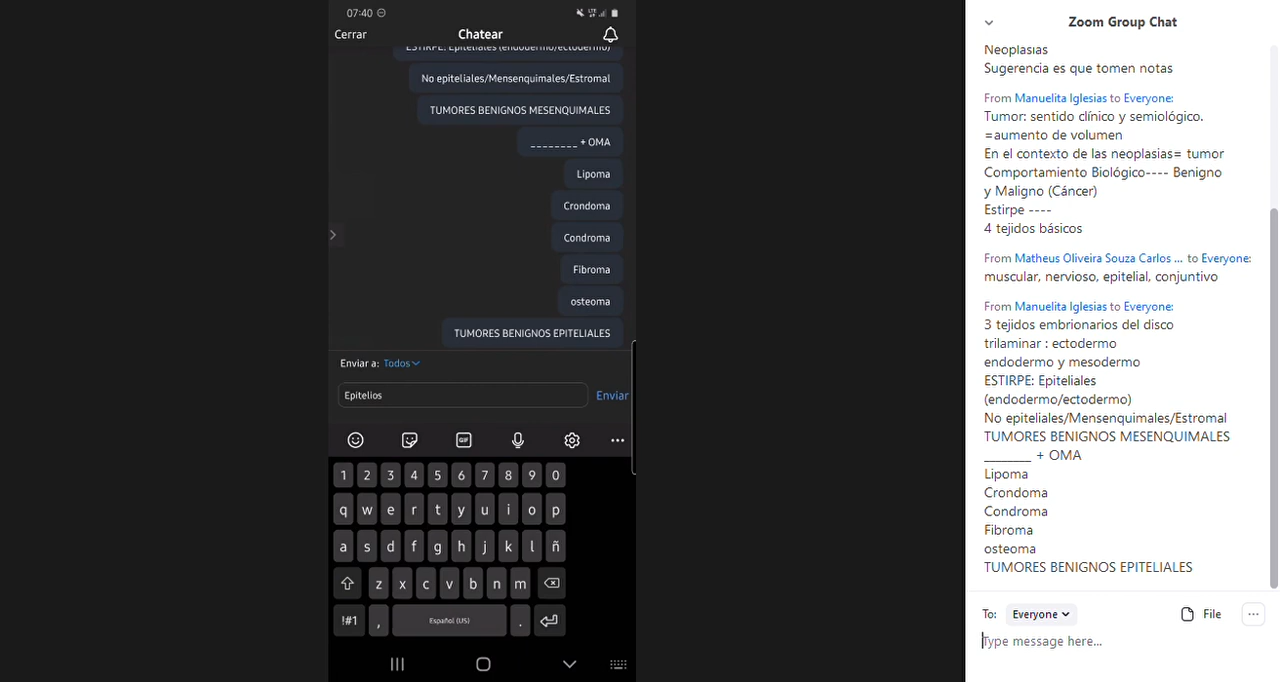 07:40
LTE
Cerrar
Chatear
ESTIRPE: Epiteliales (endodermo/ectodermo)
No epiteliales/Mensenquimales/Estromal
TUMORES BENIGNOS MESENQUIMALES
________ + OMA
Lipoma
Crondoma
Condroma
Fibroma
osteoma
TUMORES BENIGNOS EPITELIALES
Enviar a: Todos
Epitelios
Enviar
GIF
1 2 3 4 5 6 7 8 9 0
q w e r t y u i o p
a s d f g h j k l ñ
z x c v b n m
!#1 , Español (US) .
Zoom Group Chat
Neoplasias
Sugerencia es que tomen notas
From Manuelita Iglesias to Everyone:
Tumor: sentido clínico y semiológico.
=aumento de volumen
En el contexto de las neoplasias= tumor
Comportamiento Biológico---- Benigno
y Maligno (Cáncer)
Estirpe ----
4 tejidos básicos
From Matheus Oliveira Souza Carlos ... to Everyone:
muscular, nervioso, epitelial, conjuntivo
From Manuelita Iglesias to Everyone:
3 tejidos embrionarios del disco
trilaminar : ectodermo
endodermo y mesodermo
ESTIRPE: Epiteliales
(endodermo/ectodermo)
No epiteliales/Mensenquimales/Estromal
TUMORES BENIGNOS MESENQUIMALES
________ + OMA
Lipoma
Crondoma
Condroma
Fibroma
osteoma
TUMORES BENIGNOS EPITELIALES
To: Everyone
File
Type message here...